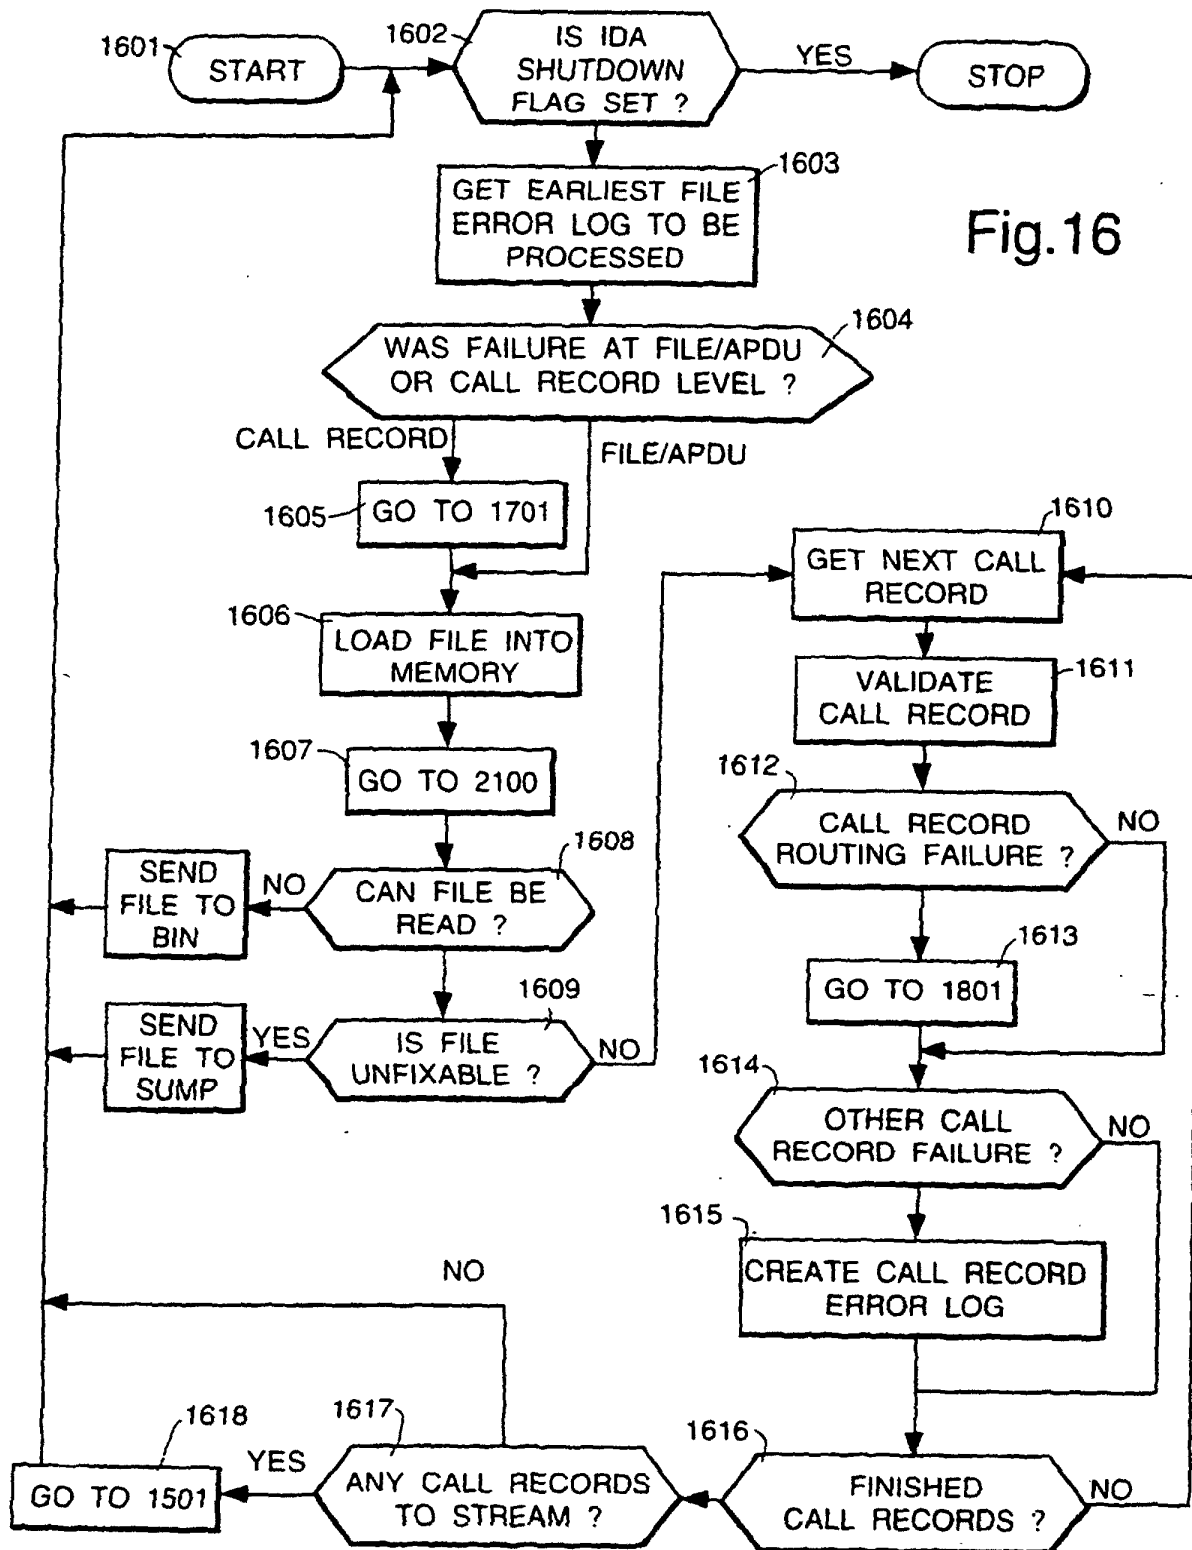 1601
START
1602
IS IDA
SHUTDOWN
FLAG SET ?
YES
STOP
1603
GET EARLIEST FILE
ERROR LOG TO BE
PROCESSED
Fig.16
1604
WAS FAILURE AT FILE/APDU
OR CALL RECORD LEVEL ?
CALL RECORD
FILE/APDU
1605
GO TO 1701
1606
LOAD FILE INTO
MEMORY
1607
GO TO 2100
1608
CAN FILE BE
READ ?
NO
SEND
FILE TO
BIN
1609
IS FILE
UNFIXABLE ?
YES
SEND
FILE TO
SUMP
NO
1610
GET NEXT CALL
RECORD
1611
VALIDATE
CALL RECORD
1612
CALL RECORD
ROUTING FAILURE ?
NO
1613
GO TO 1801
1614
OTHER CALL
RECORD FAILURE ?
NO
1615
CREATE CALL RECORD
ERROR LOG
1616
FINISHED
CALL RECORDS ?
NO
1617
ANY CALL RECORDS
TO STREAM ?
NO
YES
1618
GO TO 1501